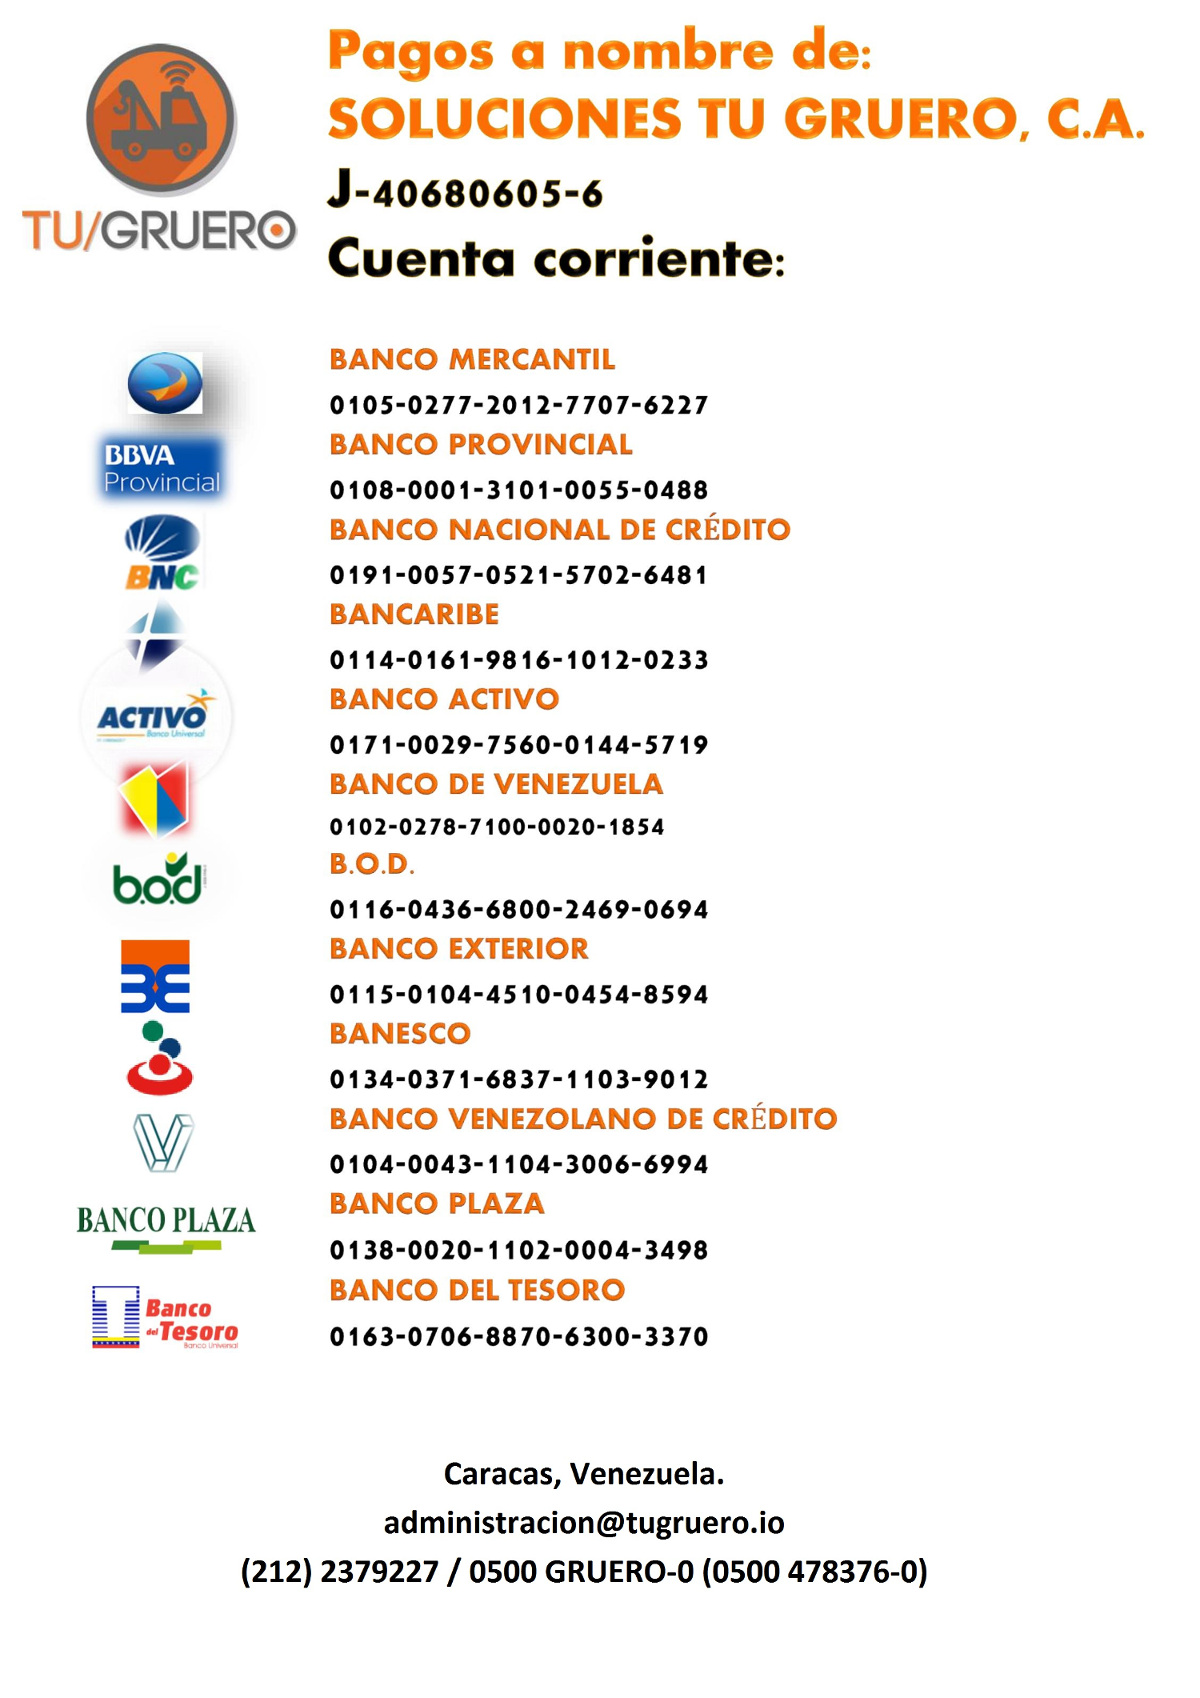 Pagos a nombre de:
SOLUCIONES TU GRUERO, C.A.
J-40680605-6
TU/GRUERO
Cuenta corriente:
BANCO MERCANTIL
0105-0277-2012-7707-6227
BBVA
Provincial
BANCO PROVINCIAL
0108-0001-3101-0055-0488
BNC
BANCO NACIONAL DE CRÉDITO
0191-0057-0521-5702-6481
BANCARIBE
0114-0161-9816-1012-0233
ACTIVO
Banco Universal
BANCO ACTIVO
0171-0029-7560-0144-5719
BANCO DE VENEZUELA
0102-0278-7100-0020-1854
b.o.d
B.O.D.
0116-0436-6800-2469-0694
BANCO EXTERIOR
0115-0104-4510-0454-8594
BANESCO
0134-0371-6837-1103-9012
BANCO VENEZOLANO DE CRÉDITO
0104-0043-1104-3006-6994
BANCO PLAZA
BANCO PLAZA
0138-0020-1102-0004-3498
Banco
del Tesoro
Banco Universal
BANCO DEL TESORO
0163-0706-8870-6300-3370
Caracas, Venezuela.
administracion@tugruero.io
(212) 2379227 / 0500 GRUERO-0 (0500 478376-0)